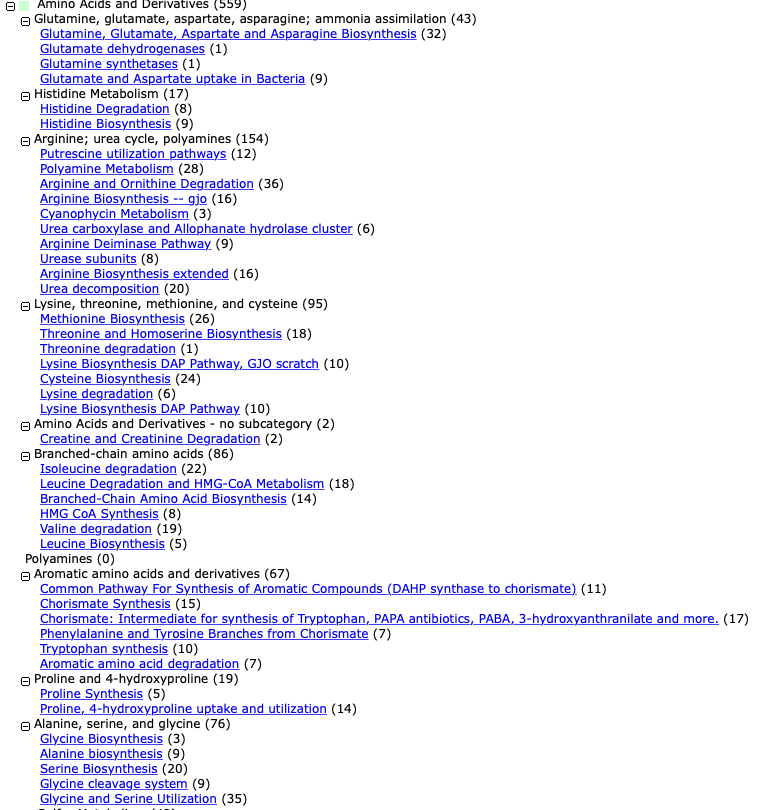 Amino Acids and Derivatives (559)
Glutamine, glutamate, aspartate, asparagine; ammonia assimilation (43)
Glutamine, Glutamate, Aspartate and Asparagine Biosynthesis (32)
Glutamate dehydrogenases (1)
Glutamine synthetases (1)
Glutamate and Aspartate uptake in Bacteria (9)
Histidine Metabolism (17)
Histidine Degradation (8)
Histidine Biosynthesis (9)
Arginine; urea cycle, polyamines (154)
Putrescine utilization pathways (12)
Polyamine Metabolism (28)
Arginine and Ornithine Degradation (36)
Arginine Biosynthesis -- gjo (16)
Cyanophycin Metabolism (3)
Urea carboxylase and Allophanate hydrolase cluster (6)
Arginine Deiminase Pathway (9)
Urease subunits (8)
Arginine Biosynthesis extended (16)
Urea decomposition (20)
Lysine, threonine, methionine, and cysteine (95)
Methionine Biosynthesis (26)
Threonine and Homoserine Biosynthesis (18)
Threonine degradation (1)
Lysine Biosynthesis DAP Pathway, GJO scratch (10)
Cysteine Biosynthesis (24)
Lysine degradation (6)
Lysine Biosynthesis DAP Pathway (10)
Amino Acids and Derivatives - no subcategory (2)
Creatine and Creatinine Degradation (2)
Branched-chain amino acids (86)
Isoleucine degradation (22)
Leucine Degradation and HMG-CoA Metabolism (18)
Branched-Chain Amino Acid Biosynthesis (14)
HMG CoA Synthesis (8)
Valine degradation (19)
Leucine Biosynthesis (5)
Polyamines (0)
Aromatic amino acids and derivatives (67)
Common Pathway For Synthesis of Aromatic Compounds (DAHP synthase to chorismate) (11)
Chorismate Synthesis (15)
Chorismate: Intermediate for synthesis of Tryptophan, PAPA antibiotics, PABA, 3-hydroxyanthranilate and more. (17)
Phenylalanine and Tyrosine Branches from Chorismate (7)
Tryptophan synthesis (10)
Aromatic amino acid degradation (7)
Proline and 4-hydroxyproline (19)
Proline Synthesis (5)
Proline, 4-hydroxyproline uptake and utilization (14)
Alanine, serine, and glycine (76)
Glycine Biosynthesis (3)
Alanine biosynthesis (9)
Serine Biosynthesis (20)
Glycine cleavage system (9)
Glycine and Serine Utilization (35)